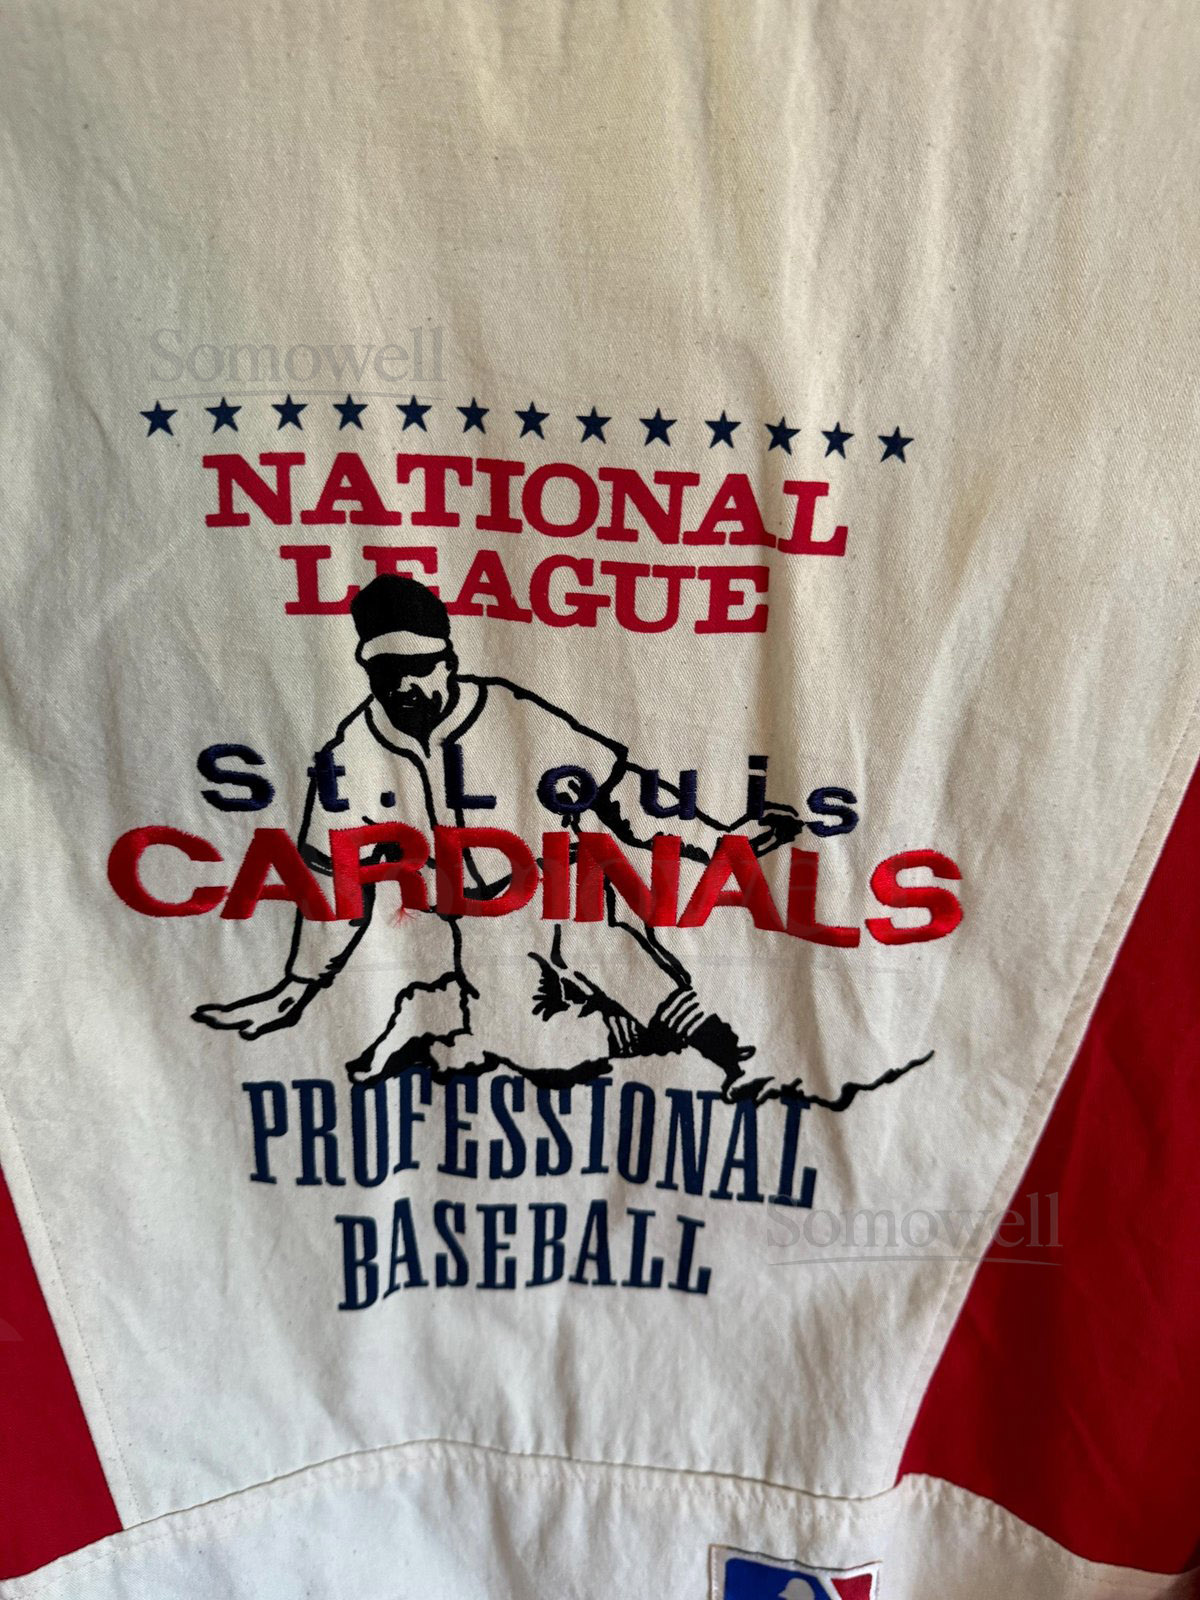 Somowell
NATIONAL
LEAGUE
St. Louis
CARDINALS
PROFESSIONAL
BASEBALL
Somowell